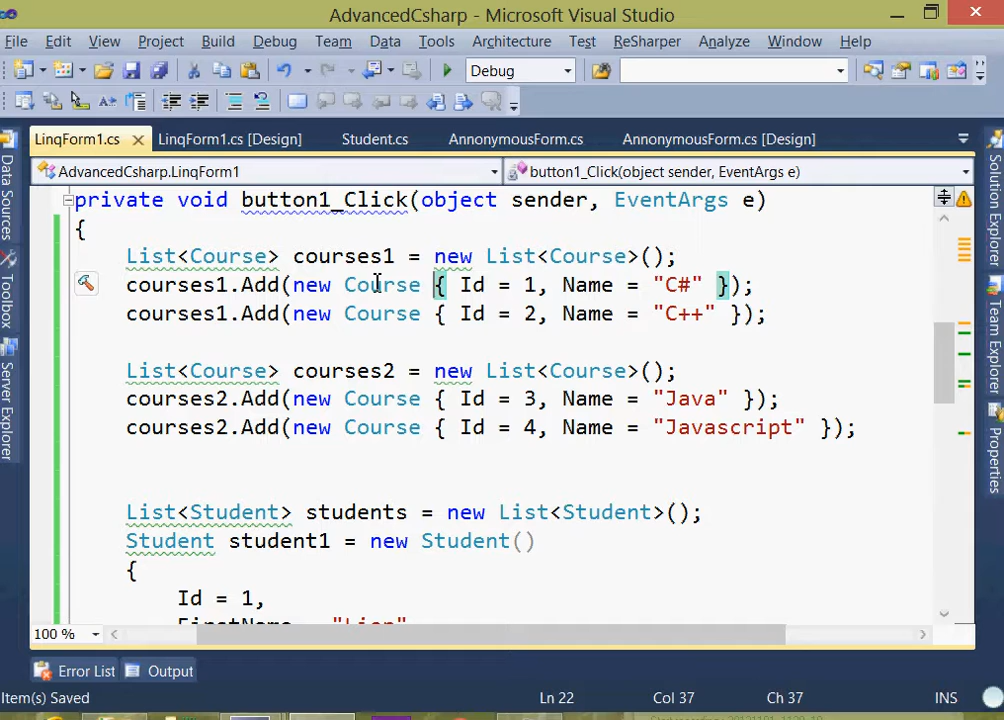 AdvancedCsharp - Microsoft Visual Studio
File Edit View Project Build Debug Team Data Tools Architecture Test ReSharper Analyze Window Help
Debug
LinqForm1.cs LinqForm1.cs [Design] Student.cs AnnonymousForm.cs AnnonymousForm.cs [Design]
AdvancedCsharp.LinqForm1 button1_Click(object sender, EventArgs e)
Data Sources
Toolbox
Server Explorer
private void button1_Click(object sender, EventArgs e)
{
List<Course> courses1 = new List<Course>();
courses1.Add(new Course { Id = 1, Name = "C#" });
courses1.Add(new Course { Id = 2, Name = "C++" });
List<Course> courses2 = new List<Course>();
courses2.Add(new Course { Id = 3, Name = "Java" });
courses2.Add(new Course { Id = 4, Name = "Javascript" });
List<Student> students = new List<Student>();
Student student1 = new Student()
{
Id = 1,
Solution Explorer
Team Explorer
Properties
100 %
Error List Output
Item(s) Saved Ln 22 Col 37 Ch 37 INS